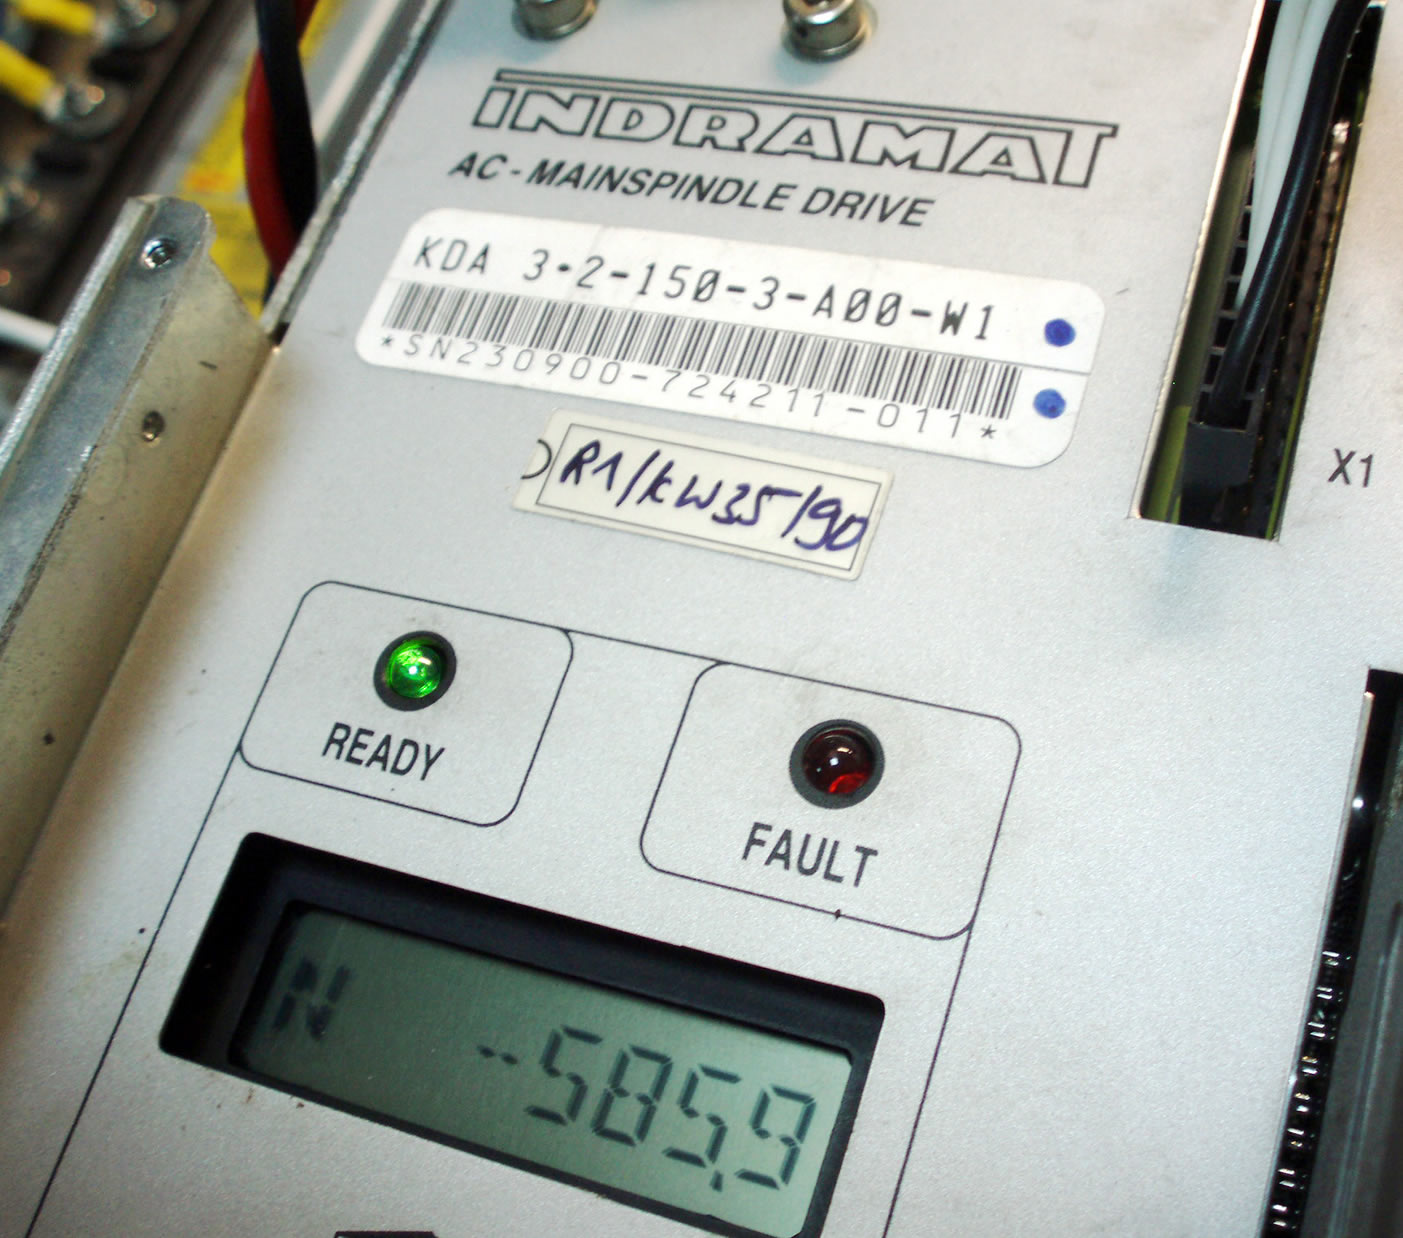 INDRAMAT
AC-MAINSPINDLE DRIVE
KDA 3-2-150-3-A00-W1
*SN230900-724211-011*
R1/KW35/90
X1
READY
FAULT
N -585,9